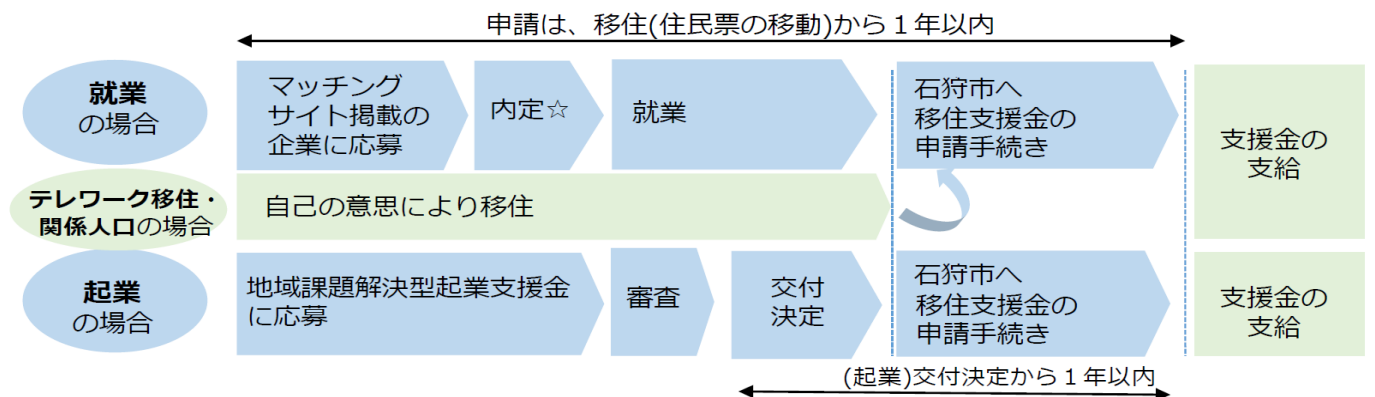 申請は、移住(住民票の移動)から１年以内
就業
の場合
マッチング
サイト掲載の
企業に応募
内定☆
就業
石狩市へ
移住支援金の
申請手続き
支援金の
支給
テレワーク移住・
関係人口の場合
自己の意思により移住
起業
の場合
地域課題解決型起業支援金
に応募
審査
交付
決定
石狩市へ
移住支援金の
申請手続き
支援金の
支給
(起業)交付決定から１年以内